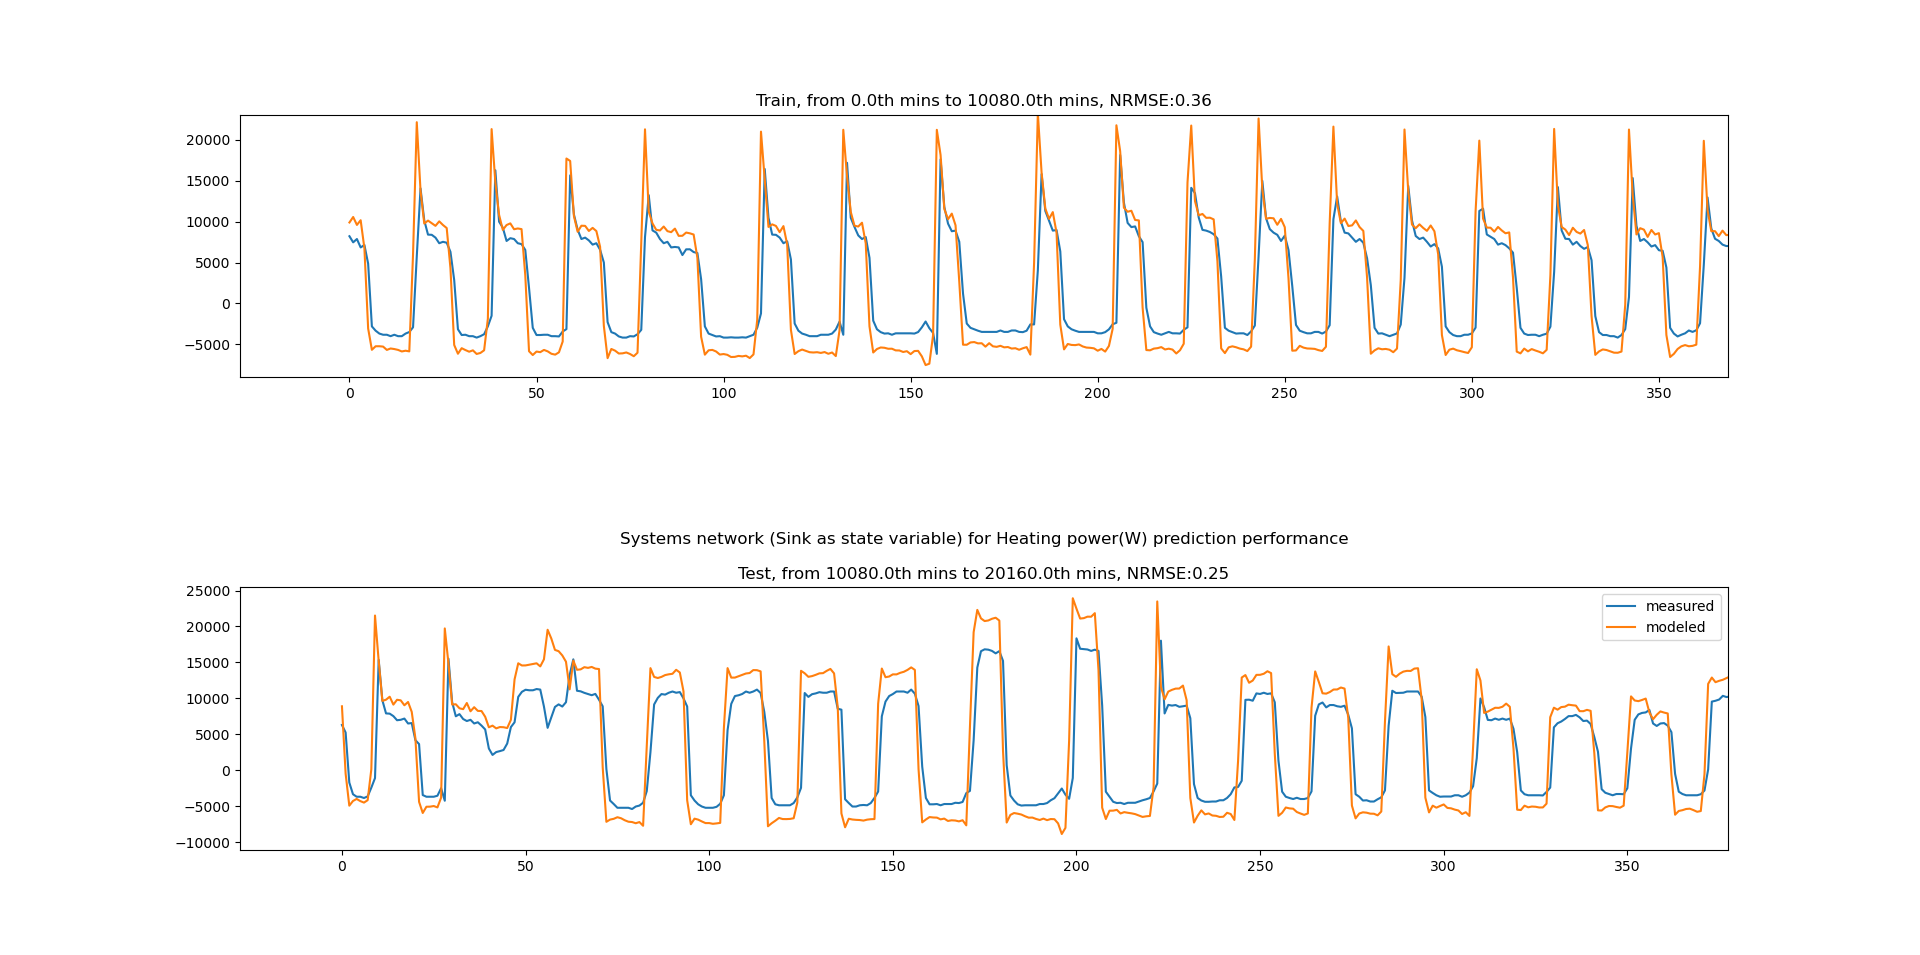 Train, from 0.0th mins to 10080.0th mins, NRMSE:0.36
20000
15000
10000
5000
0
−5000
0 50 100 150 200 250 300 350
Systems network (Sink as state variable) for Heating power(W) prediction performance
Test, from 10080.0th mins to 20160.0th mins, NRMSE:0.25
25000
20000
15000
10000
5000
0
−5000
−10000
measured
modeled
0 50 100 150 200 250 300 350